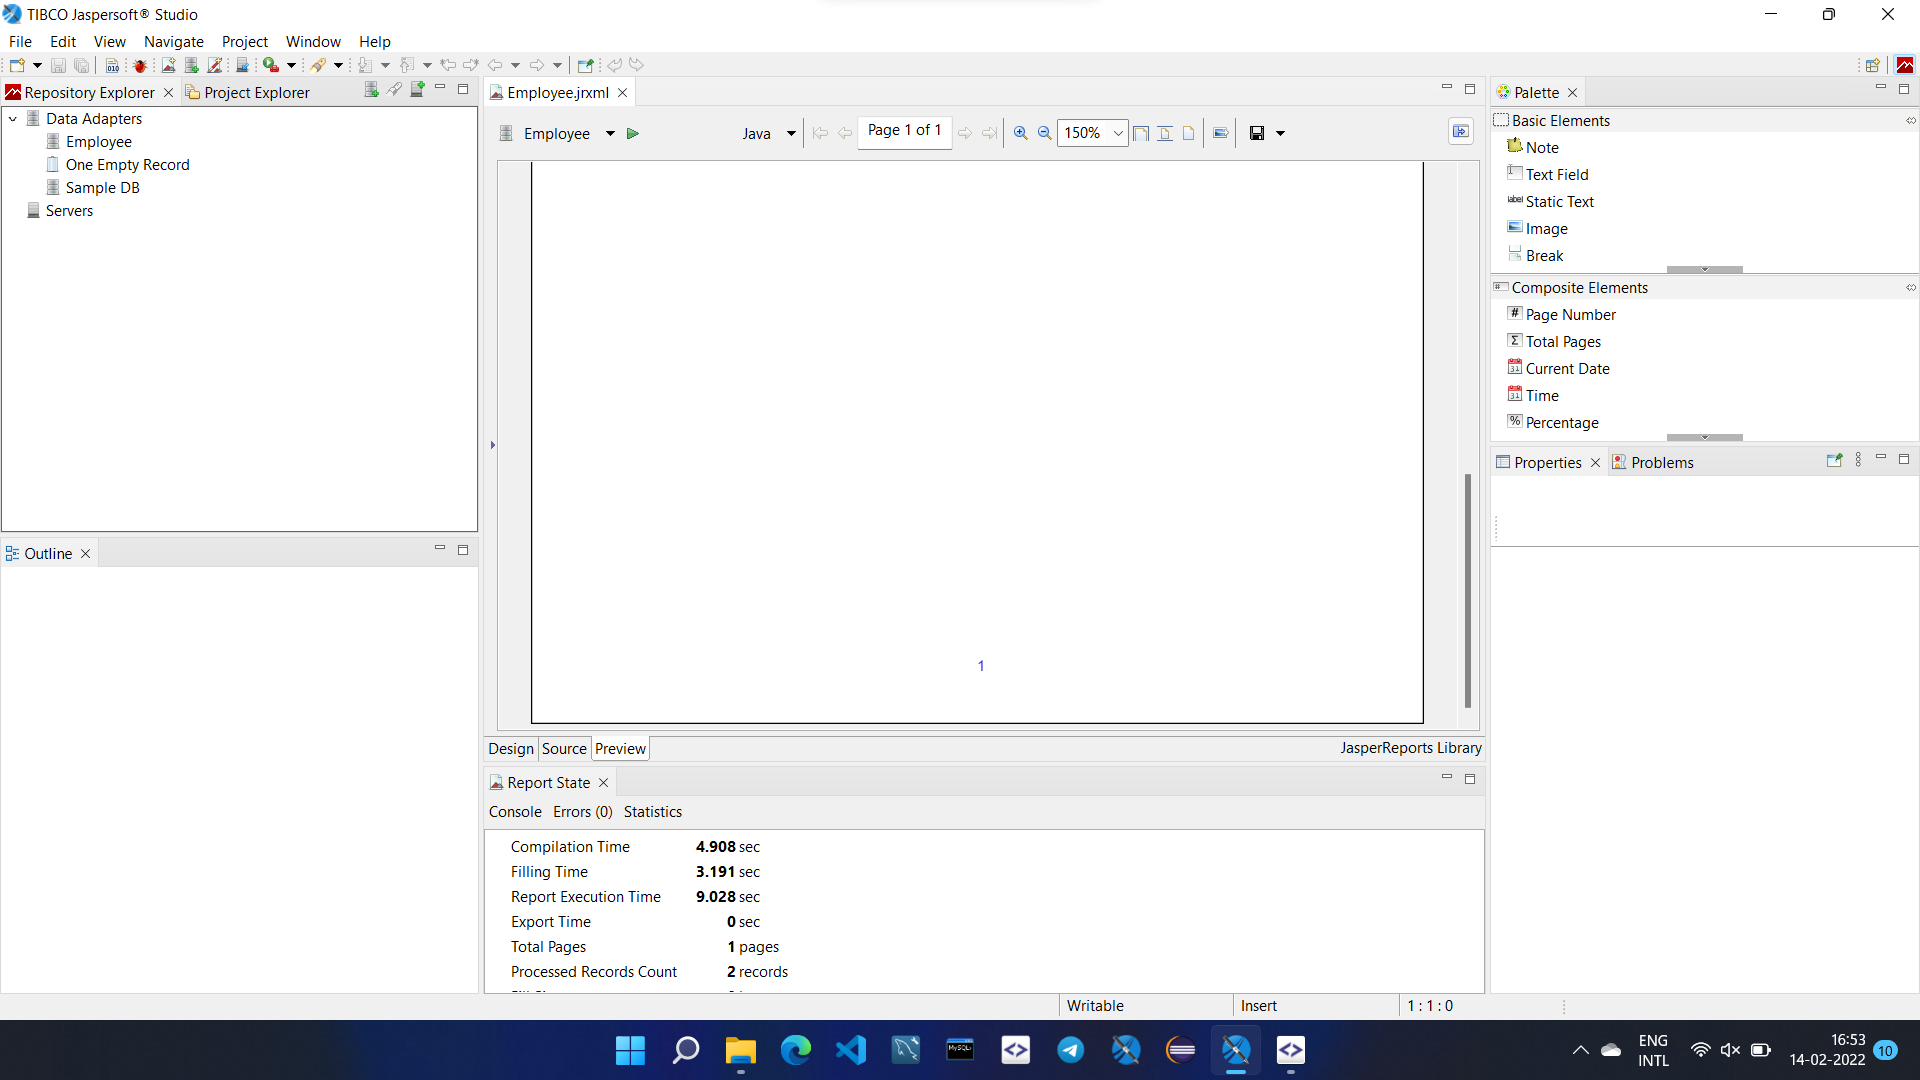 TIBCO Jaspersoft® Studio
File Edit View Navigate Project Window Help
Repository Explorer
Project Explorer
Data Adapters
Employee
One Empty Record
Sample DB
Servers
Outline
Employee.jrxml
Employee
Java
Page 1 of 1
150%
1
Design Source Preview
JasperReports Library
Report State
Console Errors (0) Statistics
Compilation Time 4.908 sec
Filling Time 3.191 sec
Report Execution Time 9.028 sec
Export Time 0 sec
Total Pages 1 pages
Processed Records Count 2 records
Palette
Basic Elements
Note
Text Field
label Static Text
Image
Break
Composite Elements
# Page Number
Σ Total Pages
31 Current Date
31 Time
% Percentage
Properties
Problems
Writable
Insert
1 : 1 : 0
MySQL
ENG
INTL
16:53
14-02-2022
10